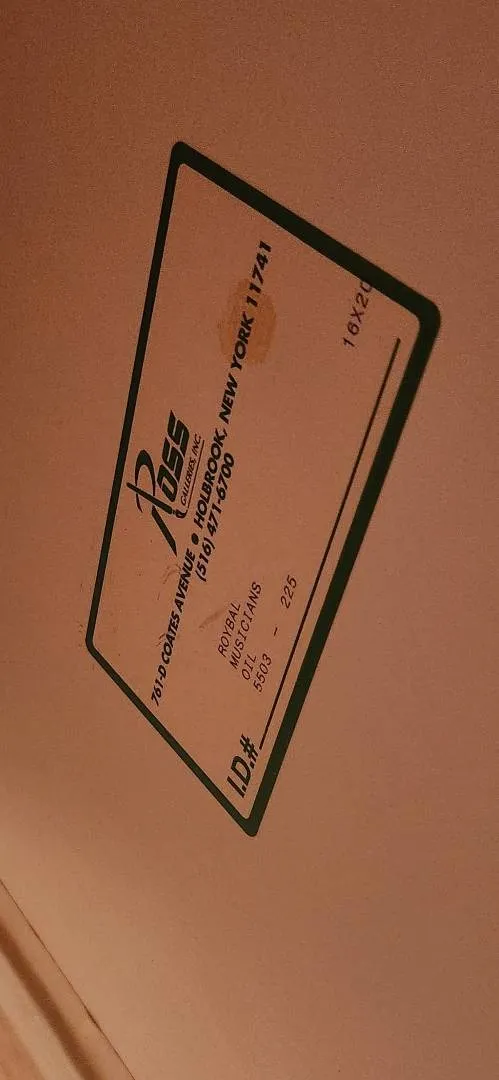 Ross
GALLERIES, INC.
761-D COATES AVENUE • HOLBROOK, NEW YORK 11741
(516) 471-6700
ROYBAL
MUSICIANS
OIL
5503 - 225
16X20
I.D.#